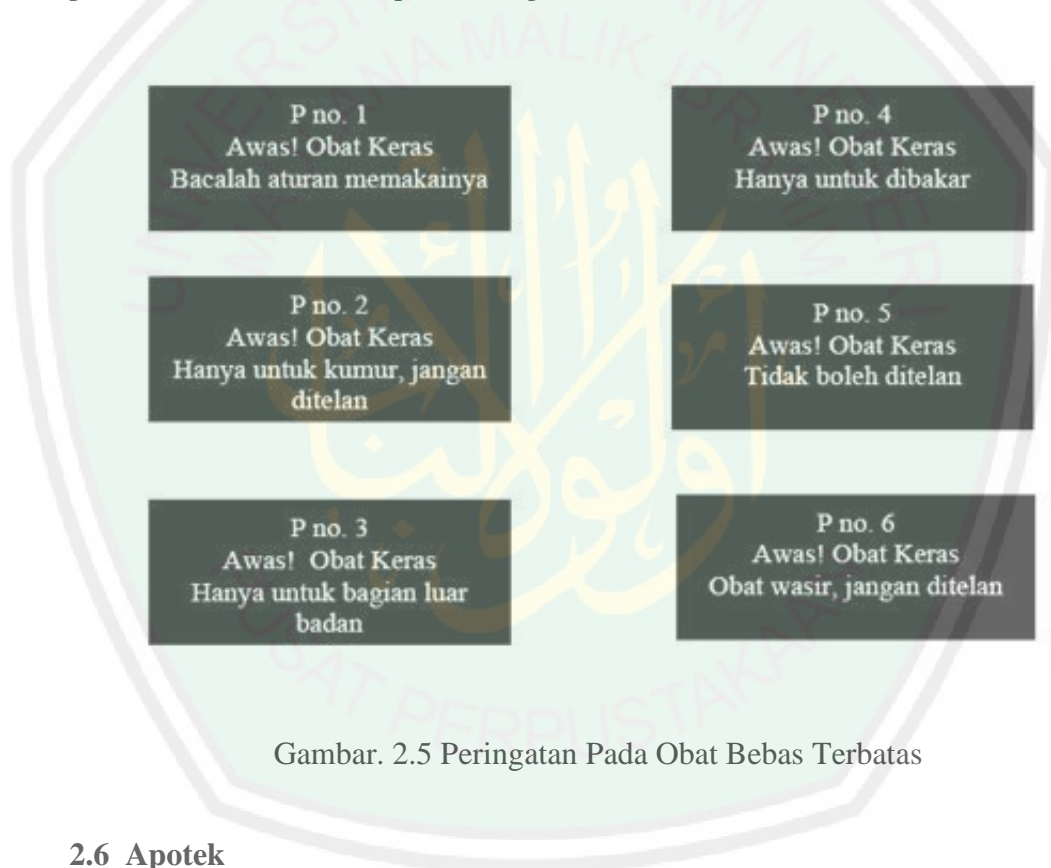 P no. 1
Awas! Obat Keras
Bacalah aturan memakainya
P no. 2
Awas! Obat Keras
Hanya untuk kumur, jangan
ditelan
P no. 3
Awas! Obat Keras
Hanya untuk bagian luar
badan
P no. 4
Awas! Obat Keras
Hanya untuk dibakar
P no. 5
Awas! Obat Keras
Tidak boleh ditelan
P no. 6
Awas! Obat Keras
Obat wasir, jangan ditelan
Gambar. 2.5 Peringatan Pada Obat Bebas Terbatas
2.6 Apotek
PUSAT PERPUSTAKAAN